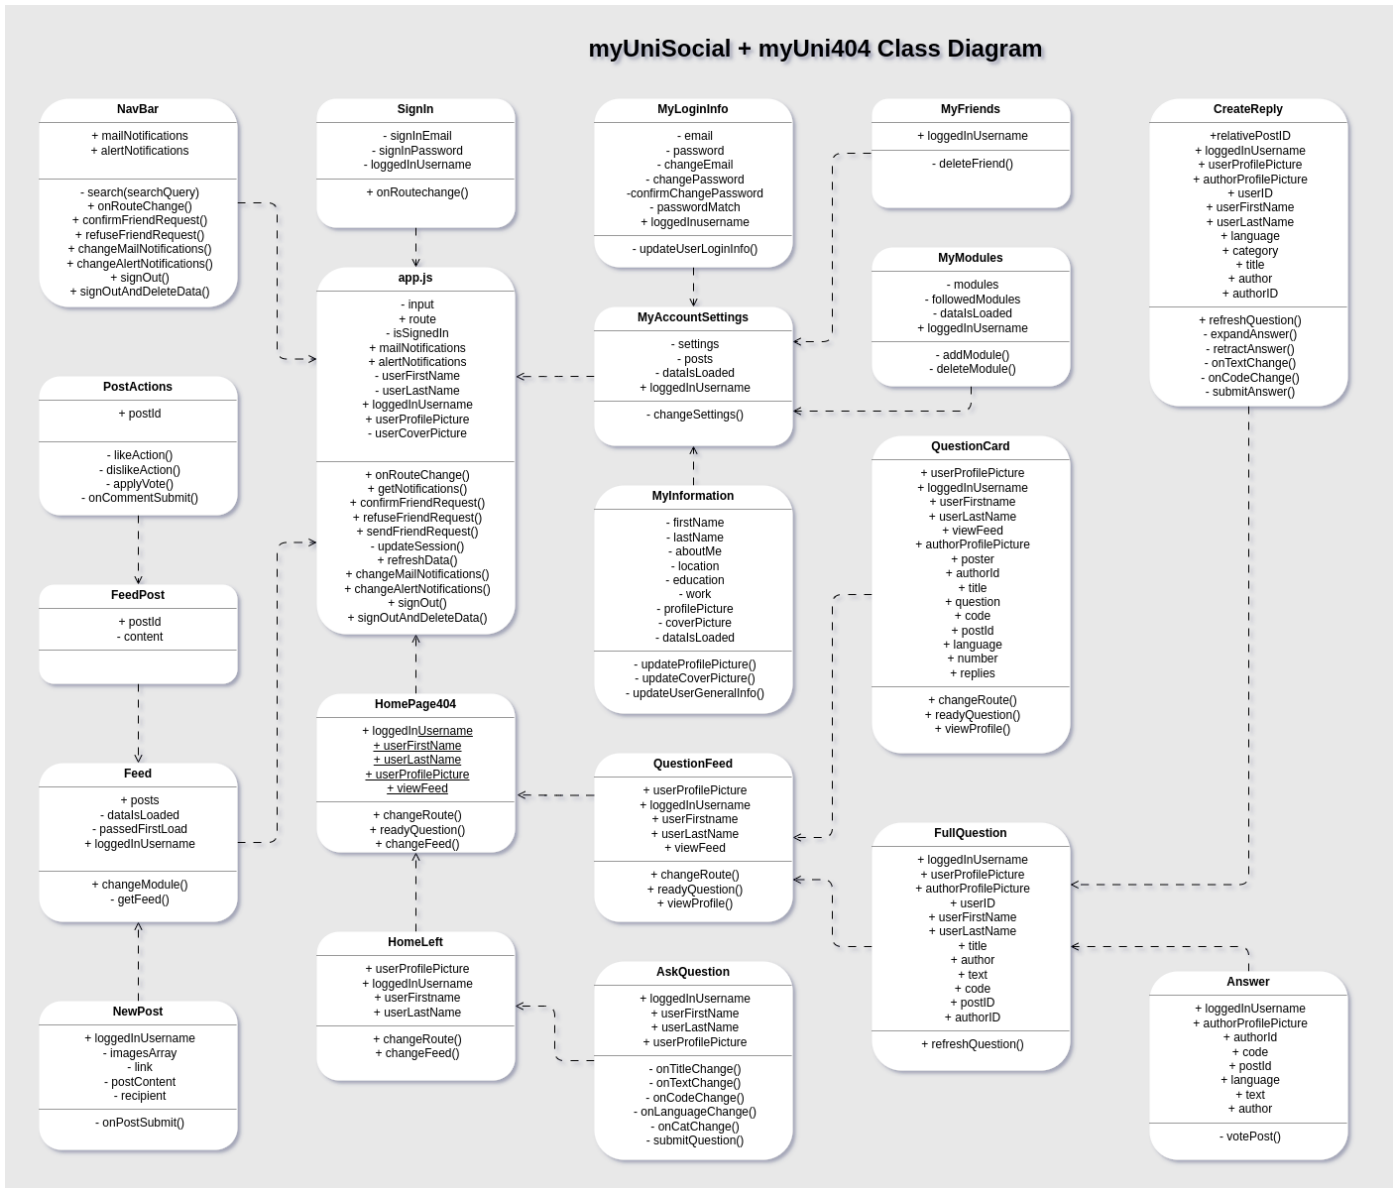 myUniSocial + myUni404 Class Diagram
NavBar
+ mailNotifications
+ alertNotifications
- search(searchQuery)
+ onRouteChange()
+ confirmFriendRequest()
+ refuseFriendRequest()
+ changeMailNotifications()
+ changeAlertNotifications()
+ signOut()
+ signOutAndDeleteData()
PostActions
+ postId
- likeAction()
- dislikeAction()
- applyVote()
- onCommentSubmit()
FeedPost
+ postId
- content
Feed
+ posts
- dataIsLoaded
- passedFirstLoad
+ loggedInUsername
+ changeModule()
- getFeed()
NewPost
+ loggedInUsername
- imagesArray
- link
- postContent
- recipient
- onPostSubmit()
SignIn
- signInEmail
- signInPassword
- loggedInUsername
+ onRoutechange()
app.js
- input
+ route
- isSignedIn
+ mailNotifications
+ alertNotifications
- userFirstName
- userLastName
+ loggedInUsername
+ userProfilePicture
- userCoverPicture
+ onRouteChange()
+ getNotifications()
+ confirmFriendRequest()
+ refuseFriendRequest()
+ sendFriendRequest()
- updateSession()
+ refreshData()
+ changeMailNotifications()
+ changeAlertNotifications()
+ signOut()
+ signOutAndDeleteData()
HomePage404
+ loggedInUsername
+ userFirstName
+ userLastName
+ userProfilePicture
+ viewFeed
+ changeRoute()
+ readyQuestion()
+ changeFeed()
HomeLeft
+ userProfilePicture
+ loggedInUsername
+ userFirstname
+ userLastName
+ changeRoute()
+ changeFeed()
MyLoginInfo
- email
- password
- changeEmail
- changePassword
-confirmChangePassword
- passwordMatch
+ loggedInusername
- updateUserLoginInfo()
MyAccountSettings
- settings
- posts
- dataIsLoaded
+ loggedInUsername
- changeSettings()
MyInformation
- firstName
- lastName
- aboutMe
- location
- education
- work
- profilePicture
- coverPicture
- dataIsLoaded
- updateProfilePicture()
- updateCoverPicture()
- updateUserGeneralInfo()
QuestionFeed
+ userProfilePicture
+ loggedInUsername
+ userFirstname
+ userLastName
+ viewFeed
+ changeRoute()
+ readyQuestion()
+ viewProfile()
AskQuestion
+ loggedInUsername
+ userFirstName
+ userLastName
+ userProfilePicture
- onTitleChange()
- onTextChange()
- onCodeChange()
- onLanguageChange()
- onCatChange()
- submitQuestion()
MyFriends
+ loggedInUsername
- deleteFriend()
MyModules
- modules
- followedModules
- dataIsLoaded
+ loggedInUsername
- addModule()
- deleteModule()
QuestionCard
+ userProfilePicture
+ loggedInUsername
+ userFirstname
+ userLastName
+ viewFeed
+ authorProfilePicture
+ poster
+ authorId
+ title
+ question
+ code
+ postId
+ language
+ number
+ replies
+ changeRoute()
+ readyQuestion()
+ viewProfile()
FullQuestion
+ loggedInUsername
+ userProfilePicture
+ authorProfilePicture
+ userID
+ userFirstName
+ userLastName
+ title
+ author
+ text
+ code
+ postID
+ authorID
+ refreshQuestion()
CreateReply
+relativePostID
+ loggedInUsername
+ userProfilePicture
+ authorProfilePicture
+ userID
+ userFirstName
+ userLastName
+ language
+ category
+ title
+ author
+ authorID
+ refreshQuestion()
- expandAnswer()
- retractAnswer()
- onTextChange()
- onCodeChange()
- submitAnswer()
Answer
+ loggedInUsername
+ authorProfilePicture
+ authorId
+ code
+ postId
+ language
+ text
+ author
- votePost()